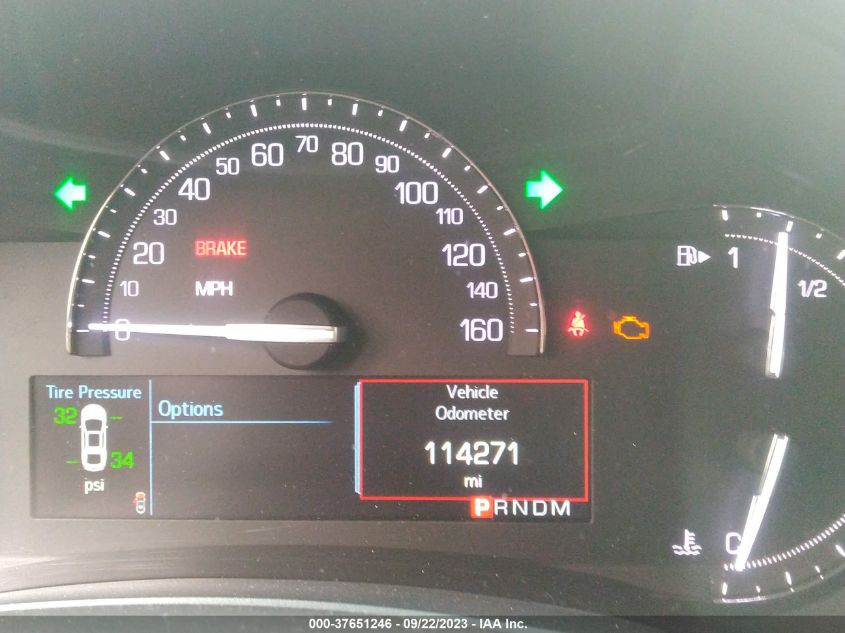 70
60 80
50 90
40 100
30 110
20 BRAKE 120 1
10 MPH 140 1/2
0 160
Tire Pressure
32 --
-- 34
psi
Options
Vehicle
Odometer
114271
mi
PRNDM
C
000-37651246 - 09/22/2023 - IAA Inc.